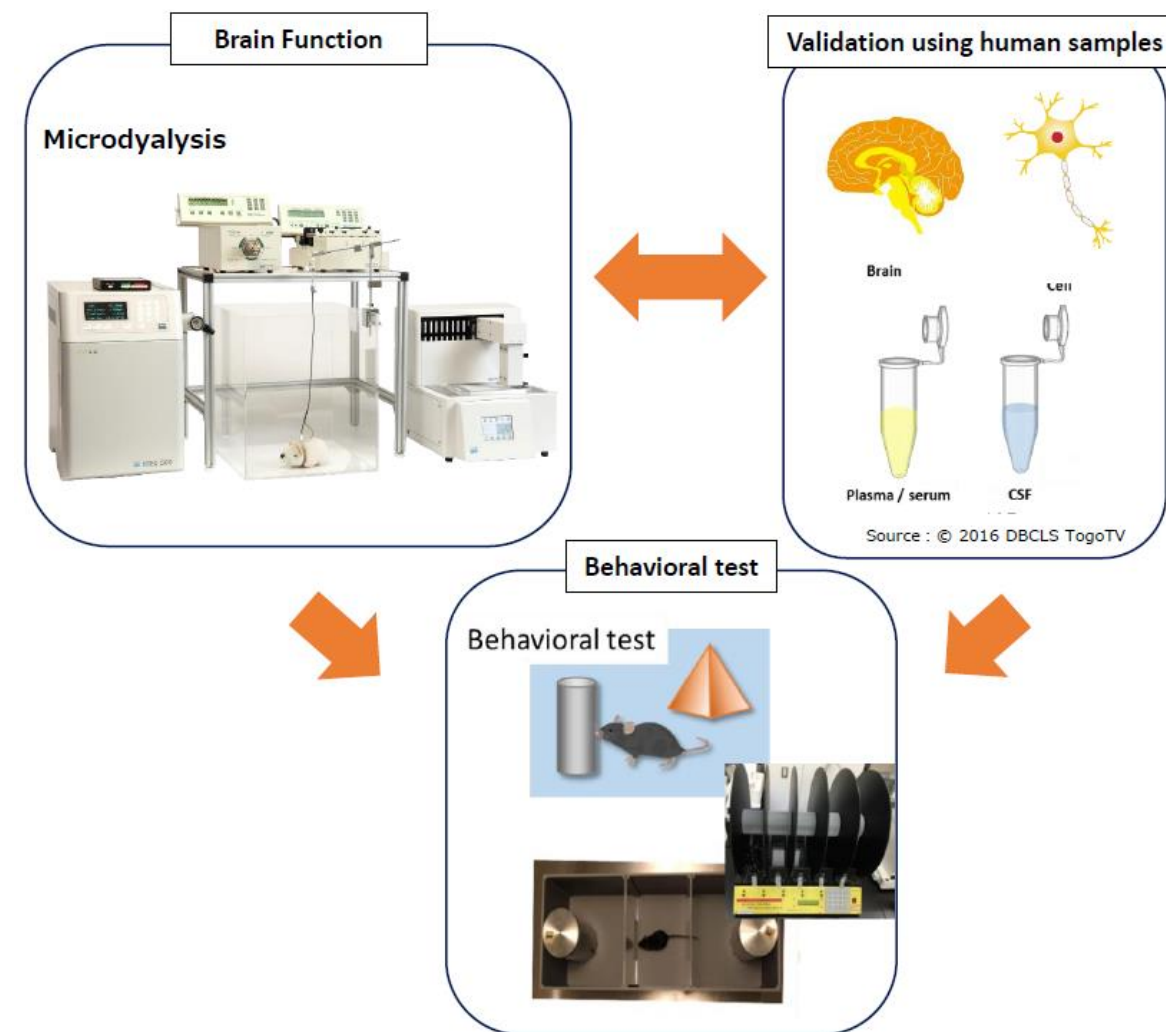 Brain Function
Validation using human samples
Microdyalysis
Brain
Cell
Plasma / serum
CSF
Source : © 2016 DBCLS TogoTV
Behavioral test
Behavioral test